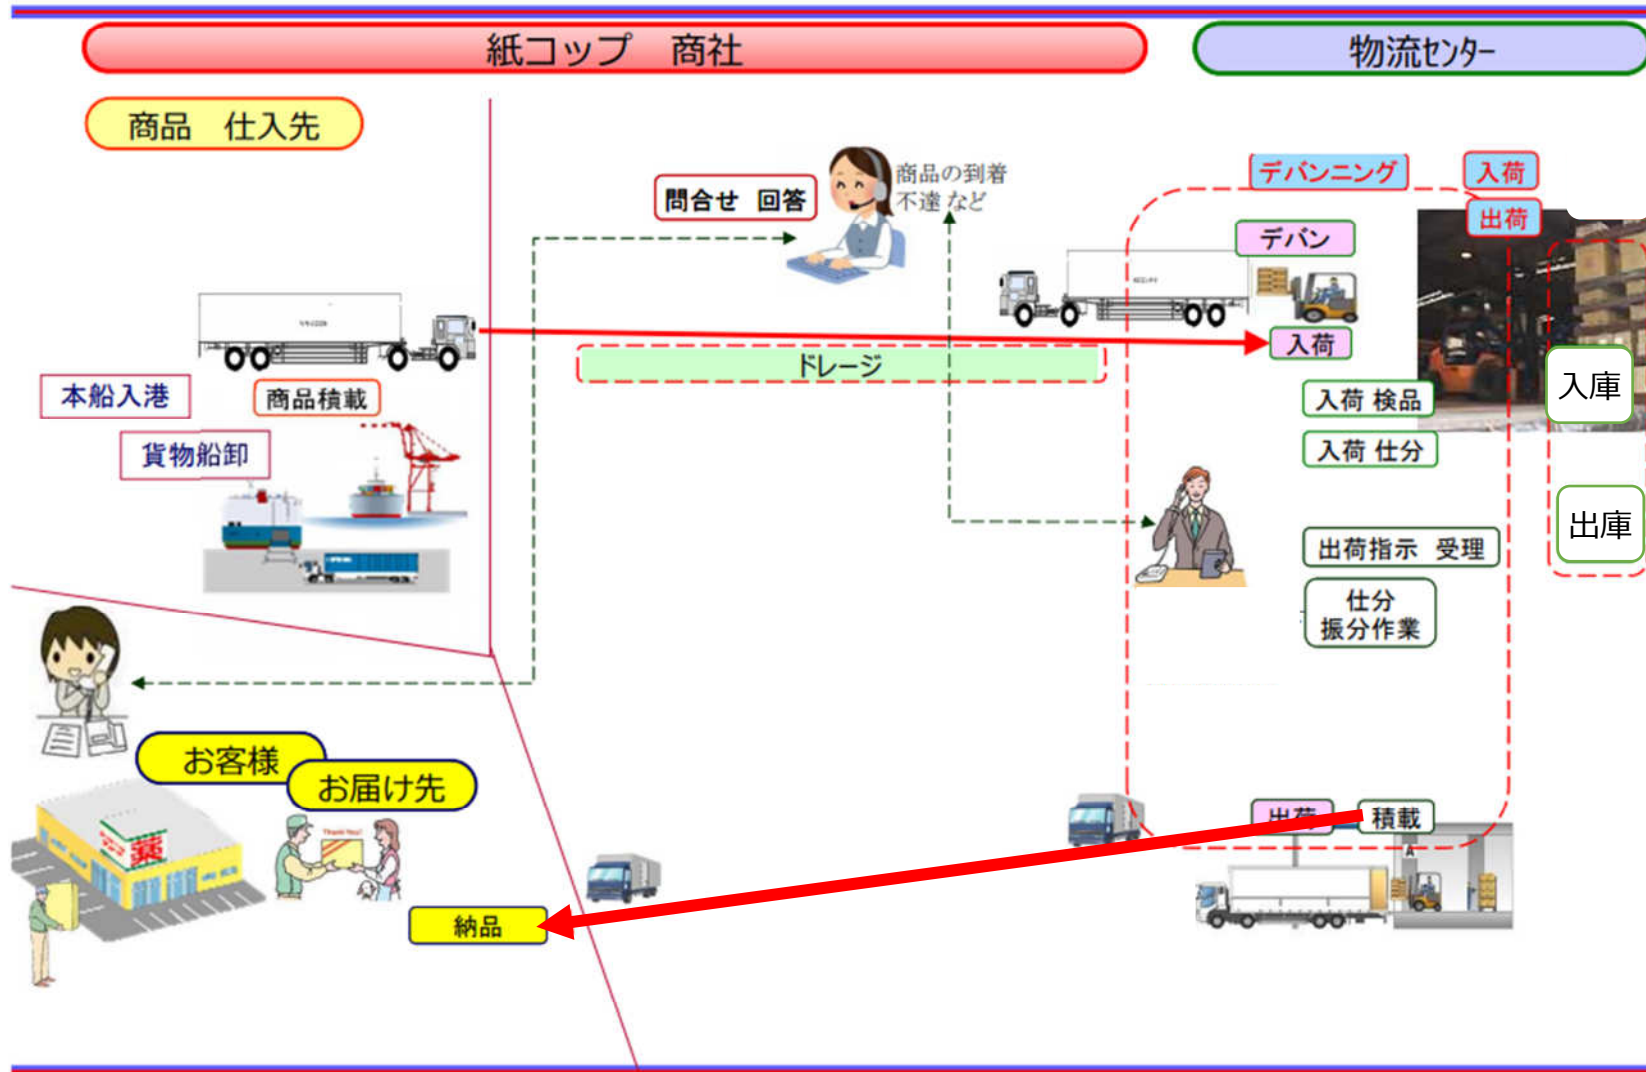 紙コップ　商社
物流センター
商品　仕入先
問合せ 回答
商品の到着
不達 など
デバンニング
入荷
出荷
デバン
入荷
ドレージ
本船入港
商品積載
貨物船卸
入荷 検品
入荷 仕分
入庫
出庫
出荷指示 受理
仕分
振分作業
お客様
お届け先
薬
Thank You!
出荷
積載
A
納品